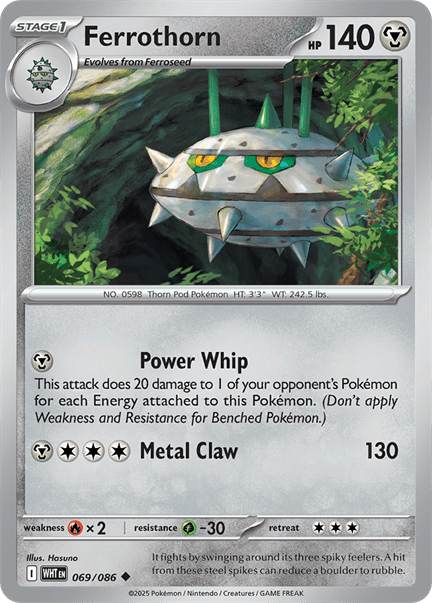 STAGE 1
Ferrothorn
HP 140
Evolves from Ferroseed
NO. 0598 Thorn Pod Pokémon HT: 3'3" WT: 242.5 lbs.
Power Whip
This attack does 20 damage to 1 of your opponent's Pokémon
for each Energy attached to this Pokémon. (Don't apply
Weakness and Resistance for Benched Pokémon.)
Metal Claw 130
weakness ×2 resistance -30 retreat
Illus. Hasuno
It fights by swinging around its three spiky feelers. A hit
from these steel spikes can reduce a boulder to rubble.
I WHT EN 069/086
©2025 Pokémon / Nintendo / Creatures / GAME FREAK